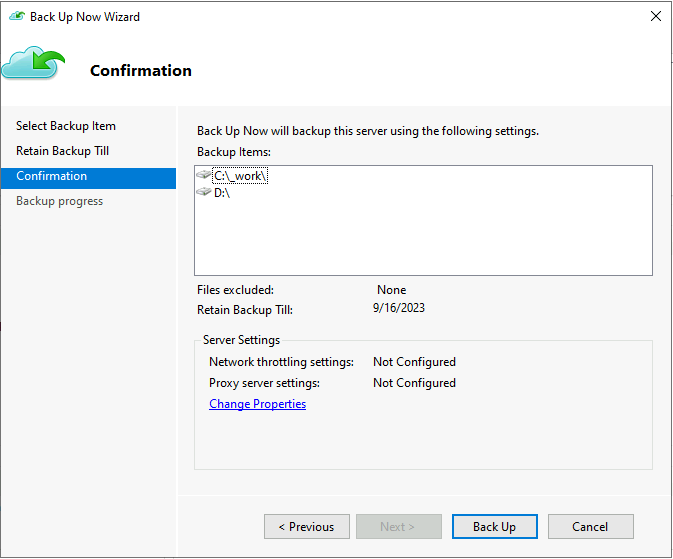 Back Up Now Wizard
Confirmation
Select Backup Item
Retain Backup Till
Confirmation
Backup progress
Back Up Now will backup this server using the following settings.
Backup Items:
C:\_work\
D:\
Files excluded: None
Retain Backup Till: 9/16/2023
Server Settings
Network throttling settings: Not Configured
Proxy server settings: Not Configured
Change Properties
< Previous Next > Back Up Cancel